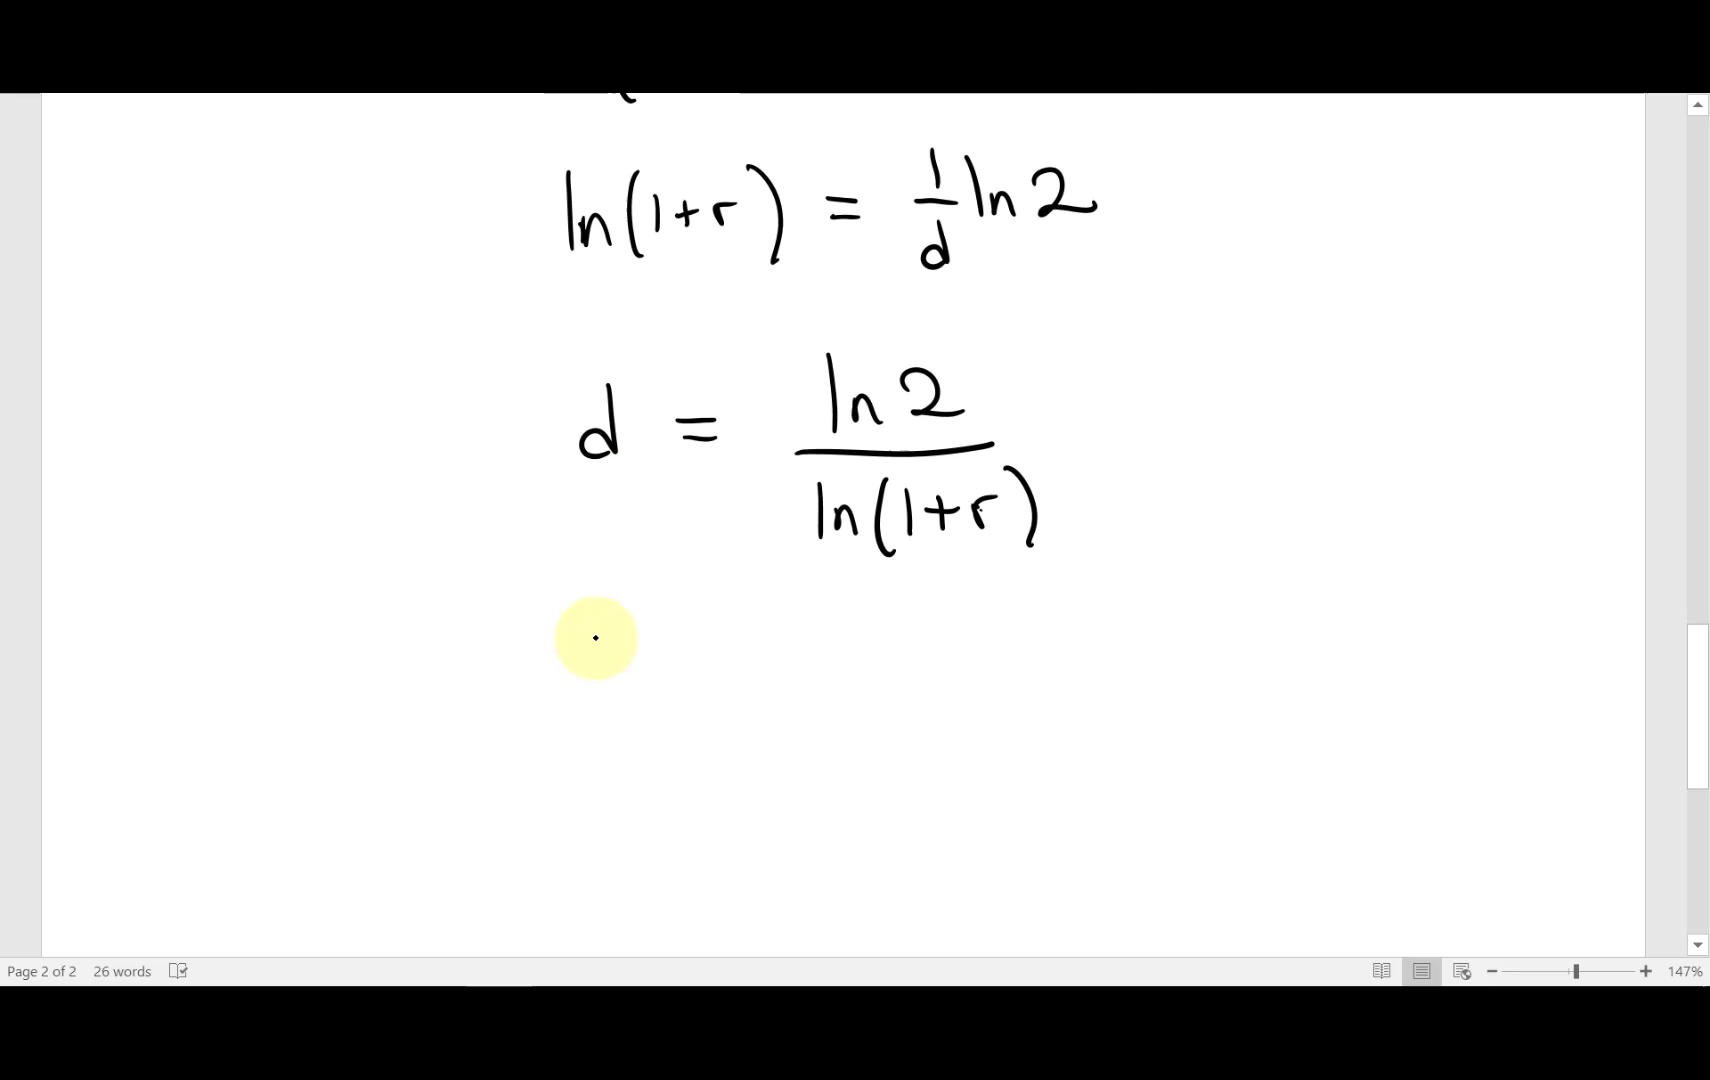 ln(1+r) = 1/d ln 2
d = ln 2 / ln(1+r)
Page 2 of 2 26 words 147%